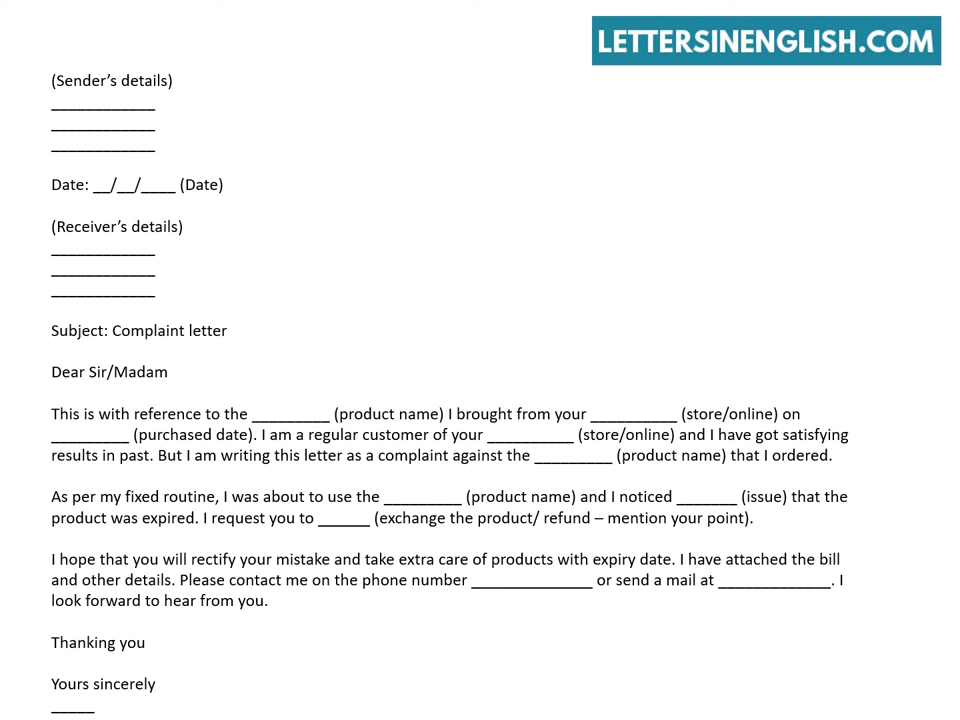 LETTERSINENGLISH.COM
(Sender’s details)
____________
____________
____________
Date: __/__/____ (Date)
(Receiver’s details)
____________
____________
____________
Subject: Complaint letter
Dear Sir/Madam
This is with reference to the _________ (product name) I brought from your __________ (store/online) on
_________ (purchased date). I am a regular customer of your __________ (store/online) and I have got satisfying
results in past. But I am writing this letter as a complaint against the _________ (product name) that I ordered.
As per my fixed routine, I was about to use the _________ (product name) and I noticed _______ (issue) that the
product was expired. I request you to ______ (exchange the product/ refund – mention your point).
I hope that you will rectify your mistake and take extra care of products with expiry date. I have attached the bill
and other details. Please contact me on the phone number ______________ or send a mail at _____________. I
look forward to hear from you.
Thanking you
Yours sincerely
_____